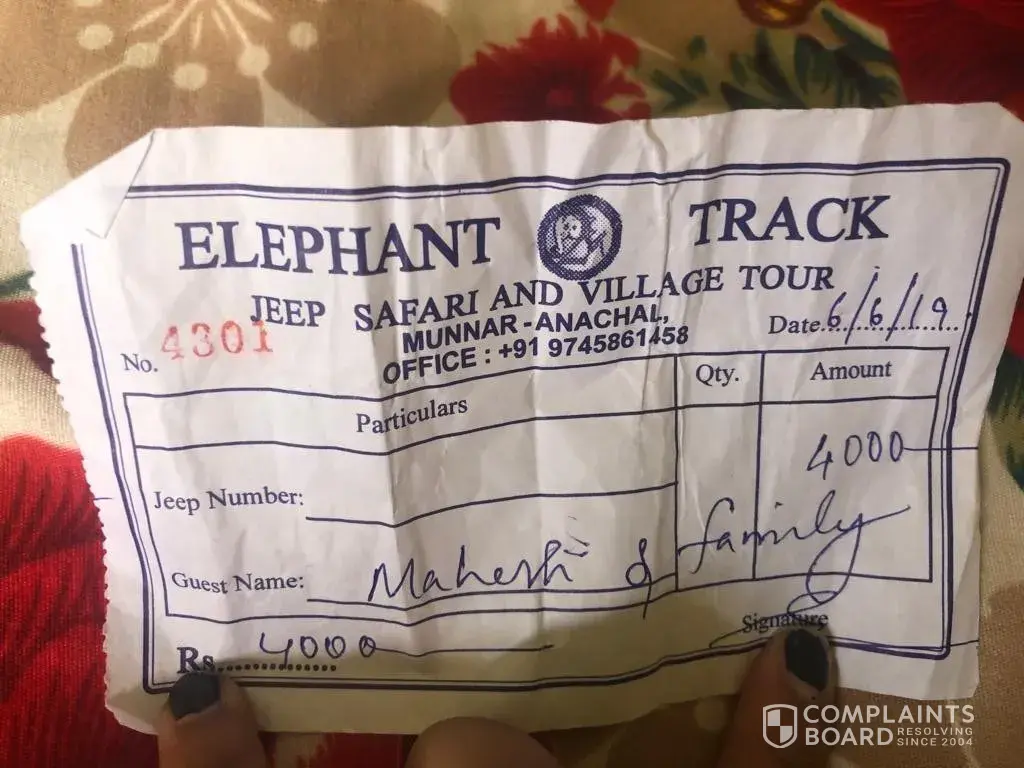 ELEPHANT TRACK
JEEP SAFARI AND VILLAGE TOUR
MUNNAR - ANACHAL,
OFFICE : +91 9745861458
No. 4301
Date. 6/6/19
Particulars Qty. Amount
4000
Jeep Number:
Guest Name: Mahesh & family
Signature
Rs. 4000
COMPLAINTS
BOARD RESOLVING
SINCE 2004